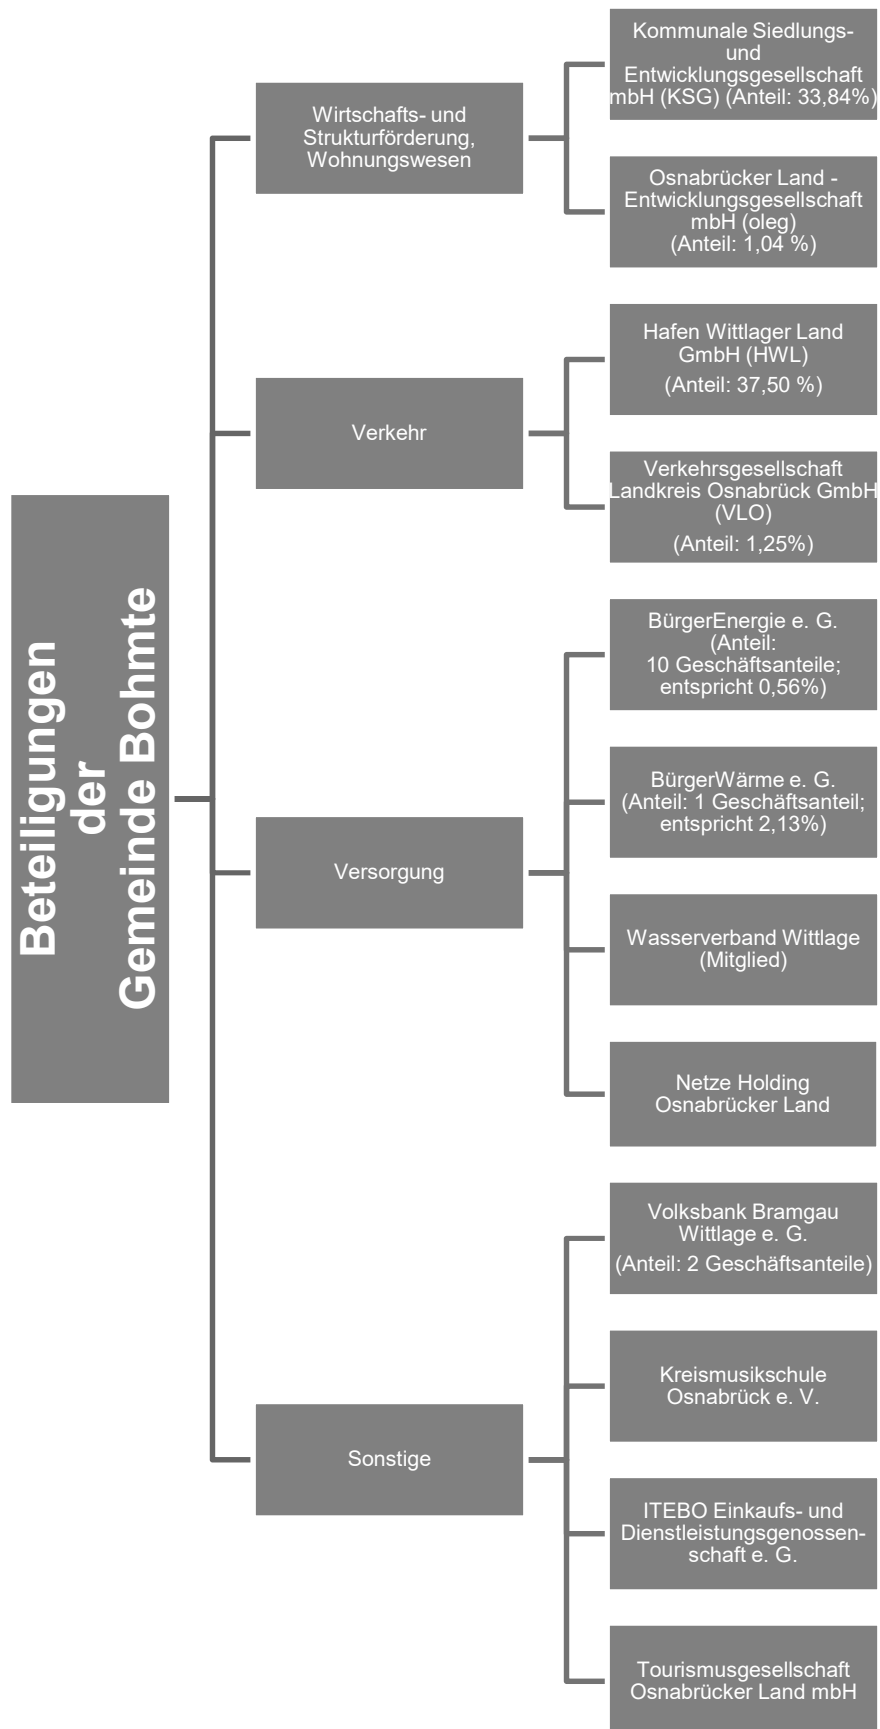 Beteiligungen
der
Gemeinde Bohmte
Wirtschafts- und
Strukturförderung,
Wohnungswesen
Kommunale Siedlungs-
und
Entwicklungsgesellschaft
mbH (KSG) (Anteil: 33,84%)
Osnabrücker Land -
Entwicklungsgesellschaft
mbH (oleg)
(Anteil: 1,04 %)
Verkehr
Hafen Wittlager Land
GmbH (HWL)
(Anteil: 37,50 %)
Verkehrsgesellschaft
Landkreis Osnabrück GmbH
(VLO)
(Anteil: 1,25%)
Versorgung
BürgerEnergie e. G.
(Anteil:
10 Geschäftsanteile;
entspricht 0,56%)
BürgerWärme e. G.
(Anteil: 1 Geschäftsanteil;
entspricht 2,13%)
Wasserverband Wittlage
(Mitglied)
Netze Holding
Osnabrücker Land
Sonstige
Volksbank Bramgau
Wittlage e. G.
(Anteil: 2 Geschäftsanteile)
Kreismusikschule
Osnabrück e. V.
ITEBO Einkaufs- und
Dienstleistungsgenossen-
schaft e. G.
Tourismusgesellschaft
Osnabrücker Land mbH